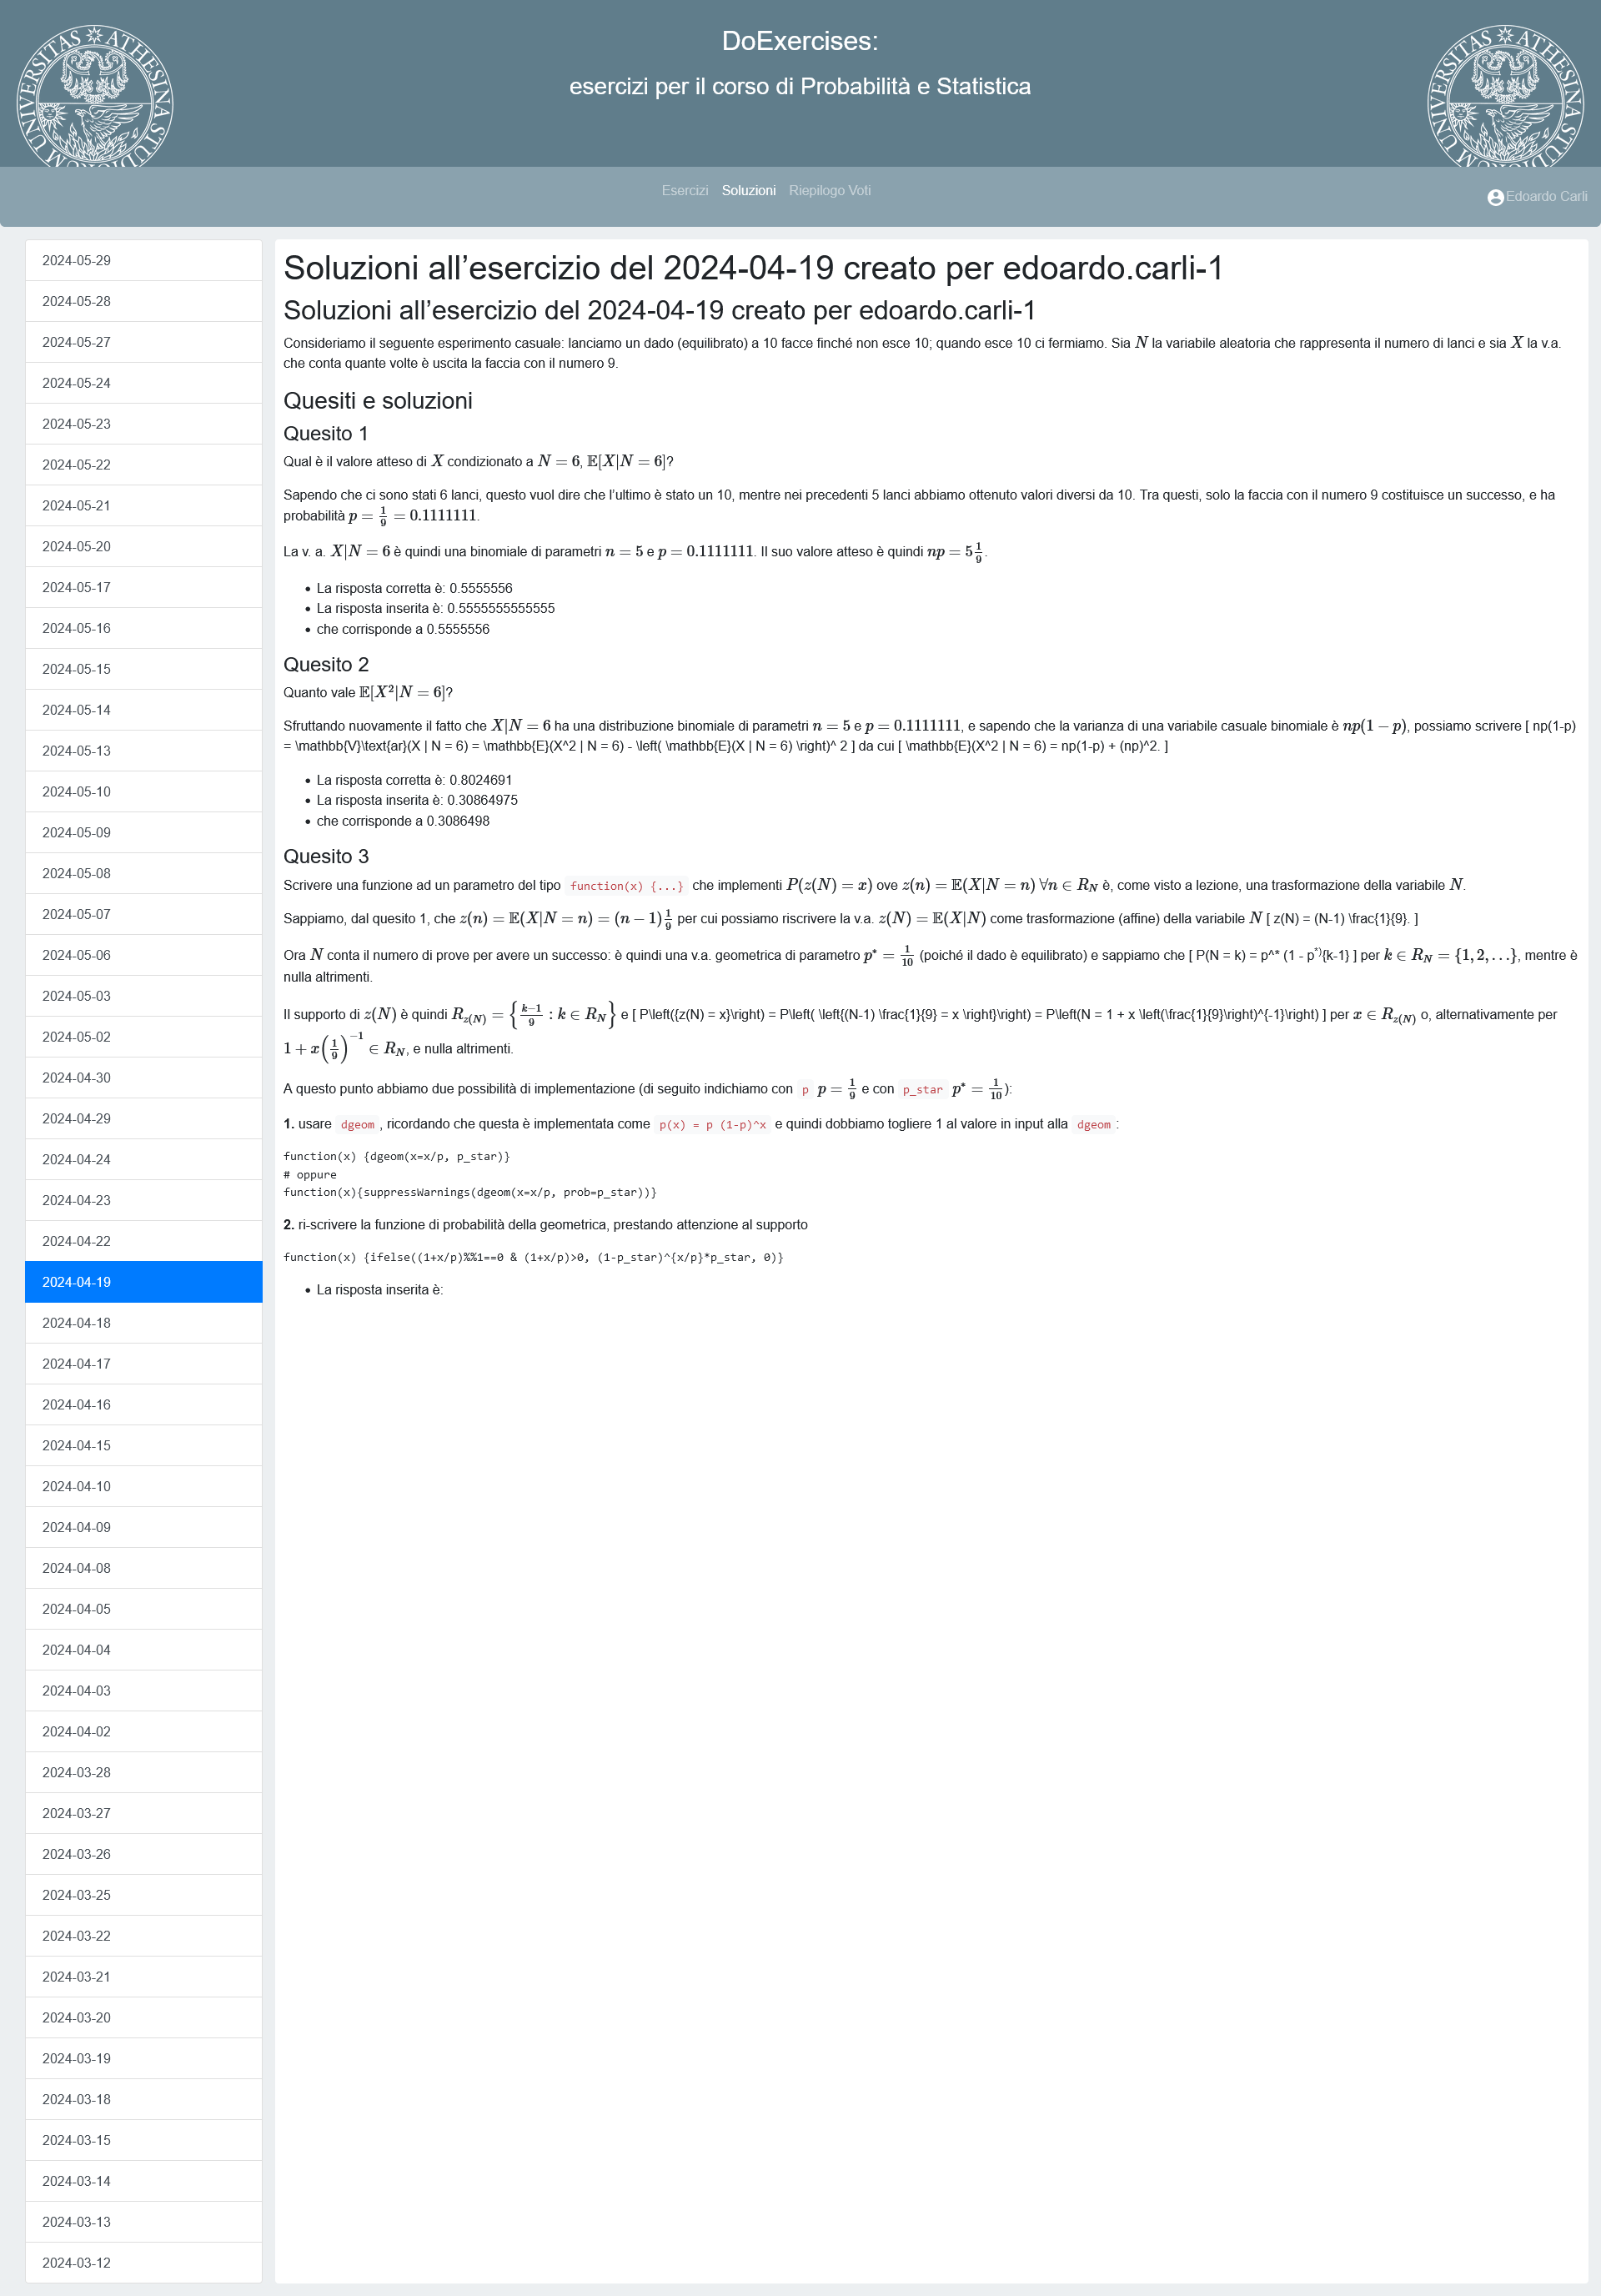 UNIVERSITAS ATHESINA STUDIORUM
DoExercises:
esercizi per il corso di Probabilità e Statistica
UNIVERSITAS ATHESINA STUDIORUM
Esercizi Soluzioni Riepilogo Voti
Edoardo Carli
2024-05-29
2024-05-28
2024-05-27
2024-05-24
2024-05-23
2024-05-22
2024-05-21
2024-05-20
2024-05-17
2024-05-16
2024-05-15
2024-05-14
2024-05-13
2024-05-10
2024-05-09
2024-05-08
2024-05-07
2024-05-06
2024-05-03
2024-05-02
2024-04-30
2024-04-29
2024-04-24
2024-04-23
2024-04-22
2024-04-19
2024-04-18
2024-04-17
2024-04-16
2024-04-15
2024-04-10
2024-04-09
2024-04-08
2024-04-05
2024-04-04
2024-04-03
2024-04-02
2024-03-28
2024-03-27
2024-03-26
2024-03-25
2024-03-22
2024-03-21
2024-03-20
2024-03-19
2024-03-18
2024-03-15
2024-03-14
2024-03-13
2024-03-12
Soluzioni all’esercizio del 2024-04-19 creato per edoardo.carli-1
Soluzioni all’esercizio del 2024-04-19 creato per edoardo.carli-1
Consideriamo il seguente esperimento casuale: lanciamo un dado (equilibrato) a 10 facce finché non esce 10; quando esce 10 ci fermiamo. Sia N la variabile aleatoria che rappresenta il numero di lanci e sia X la v.a.
che conta quante volte è uscita la faccia con il numero 9.
Quesiti e soluzioni
Quesito 1
Qual è il valore atteso di X condizionato a N = 6, 𝔼[X|N = 6]?
Sapendo che ci sono stati 6 lanci, questo vuol dire che l’ultimo è stato un 10, mentre nei precedenti 5 lanci abbiamo ottenuto valori diversi da 10. Tra questi, solo la faccia con il numero 9 costituisce un successo, e ha
probabilità p = 1/9 = 0.1111111.
La v. a. X|N = 6 è quindi una binomiale di parametri n = 5 e p = 0.1111111. Il suo valore atteso è quindi np = 5 1/9.
• La risposta corretta è: 0.5555556
• La risposta inserita è: 0.5555555555555
• che corrisponde a 0.5555556
Quesito 2
Quanto vale 𝔼[X²|N = 6]?
Sfruttando nuovamente il fatto che X|N = 6 ha una distribuzione binomiale di parametri n = 5 e p = 0.1111111, e sapendo che la varianza di una variabile casuale binomiale è np(1 − p), possiamo scrivere [ np(1-p)
= \mathbb{V}\text{ar}(X | N = 6) = \mathbb{E}(X^2 | N = 6) - \left( \mathbb{E}(X | N = 6) \right)^ 2 ] da cui [ \mathbb{E}(X^2 | N = 6) = np(1-p) + (np)^2. ]
• La risposta corretta è: 0.8024691
• La risposta inserita è: 0.30864975
• che corrisponde a 0.3086498
Quesito 3
Scrivere una funzione ad un parametro del tipo function(x) {...} che implementi P(z(N) = x) ove z(n) = 𝔼(X|N = n) ∀n ∈ R_N è, come visto a lezione, una trasformazione della variabile N.
Sappiamo, dal quesito 1, che z(n) = 𝔼(X|N = n) = (n − 1) 1/9 per cui possiamo riscrivere la v.a. z(N) = 𝔼(X|N) come trasformazione (affine) della variabile N [ z(N) = (N-1) \frac{1}{9}. ]
Ora N conta il numero di prove per avere un successo: è quindi una v.a. geometrica di parametro p* = 1/10 (poiché il dado è equilibrato) e sappiamo che [ P(N = k) = p^* (1 - p^*){k-1} ] per k ∈ R_N = {1, 2, …}, mentre è
nulla altrimenti.
Il supporto di z(N) è quindi R_z(N) = {k−1/9 : k ∈ R_N} e [ P\left({z(N) = x}\right) = P\left( \left{(N-1) \frac{1}{9} = x \right}\right) = P\left(N = 1 + x \left(\frac{1}{9}\right)^{-1}\right) ] per x ∈ R_z(N) o, alternativamente per
1 + x(1/9)^−1 ∈ R_N, e nulla altrimenti.
A questo punto abbiamo due possibilità di implementazione (di seguito indichiamo con p p = 1/9 e con p_star p* = 1/10):
1. usare dgeom, ricordando che questa è implementata come p(x) = p (1-p)^x e quindi dobbiamo togliere 1 al valore in input alla dgeom:
function(x) {dgeom(x=x/p, p_star)}
# oppure
function(x){suppressWarnings(dgeom(x=x/p, prob=p_star))}
2. ri-scrivere la funzione di probabilità della geometrica, prestando attenzione al supporto
function(x) {ifelse((1+x/p)%%1==0 & (1+x/p)>0, (1-p_star)^{x/p}*p_star, 0)}
• La risposta inserita è: